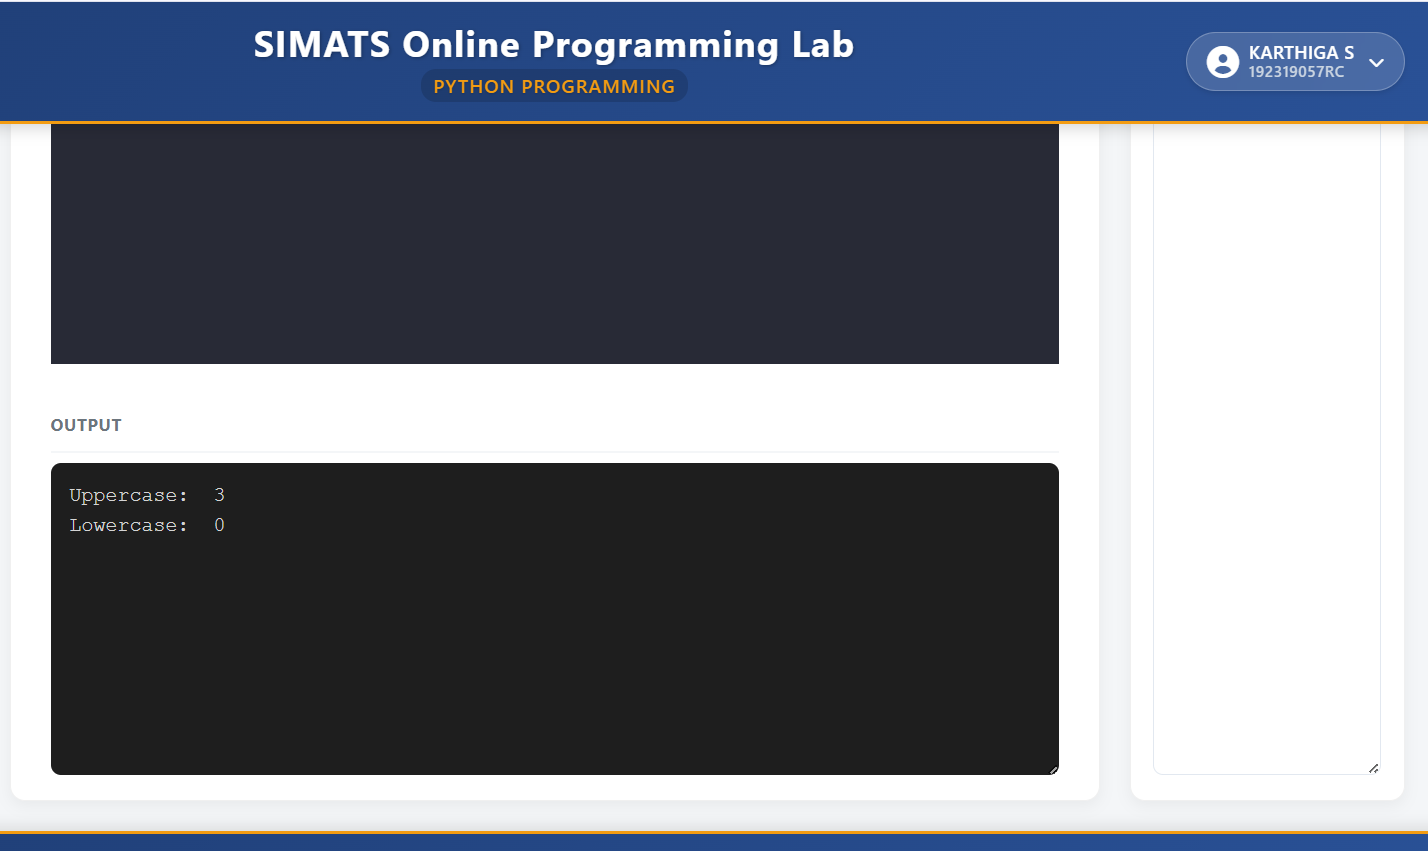 SIMATS Online Programming Lab
PYTHON PROGRAMMING
KARTHIGA S
192319057RC
OUTPUT
Uppercase:  3
Lowercase:  0